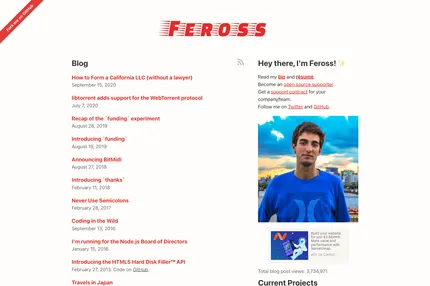 Fork me on GitHub
FEROSS
Blog
How to Form a California LLC (without a lawyer)
September 15, 2020
libtorrent adds support for the WebTorrent protocol
July 7, 2020
Recap of the `funding` experiment
August 28, 2019
Introducing `funding`
August 19, 2019
Announcing BitMidi
August 27, 2018
Introducing `thanks`
February 11, 2018
Never Use Semicolons
February 28, 2017
Coding in the Wild
September 13, 2016
I'm running for the Node.js Board of Directors
January 15, 2016
Introducing the HTML5 Hard Disk Filler™ API
February 27, 2013. Code on GitHub.
Travels in Japan
Hey there, I'm Feross! ✨
Read my bio and résumé.
Become an open source supporter.
Get a support contract for your
company/team.
Follow me on Twitter and GitHub.
Build your website
for just $3.88/mth.
More value and
performance with
Namecheap.
Total blog post views: 3,734,971
Current Projects